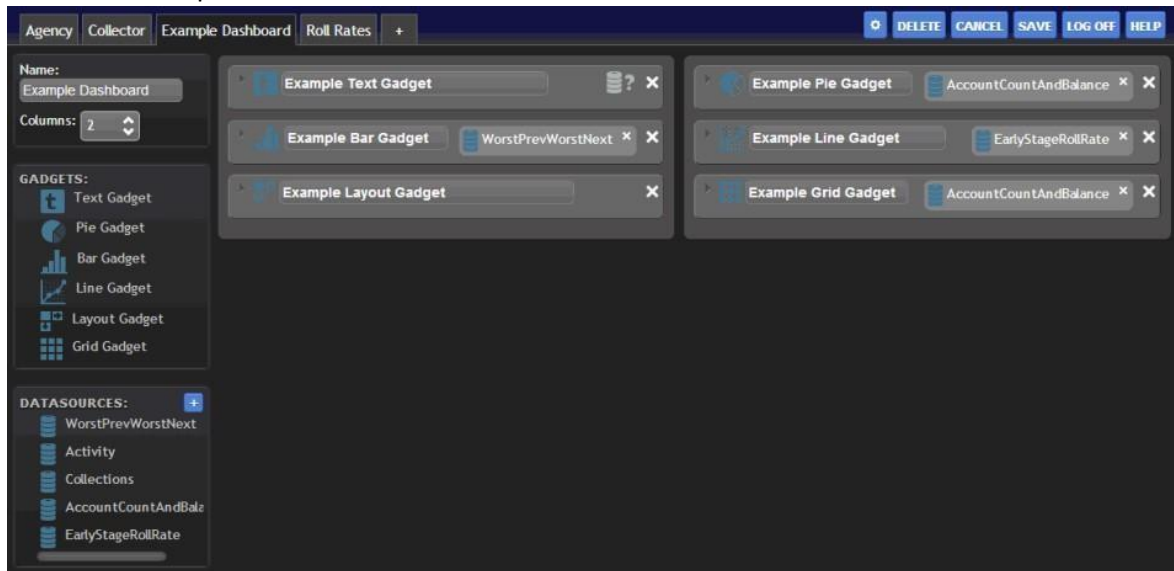 Agency Collector Example Dashboard Roll Rates +
DELETE CANCEL SAVE LOG OFF HELP
Name:
Example Dashboard
Columns: 2
GADGETS:
t Text Gadget
Pie Gadget
Bar Gadget
Line Gadget
Layout Gadget
Grid Gadget
DATASOURCES: +
WorstPrevWorstNext
Activity
Collections
AccountCountAndBala
EarlyStageRollRate
Example Text Gadget ? ×
Example Bar Gadget WorstPrevWorstNext × ×
Example Layout Gadget ×
Example Pie Gadget AccountCountAndBalance × ×
Example Line Gadget EarlyStageRollRate × ×
Example Grid Gadget AccountCountAndBalance × ×